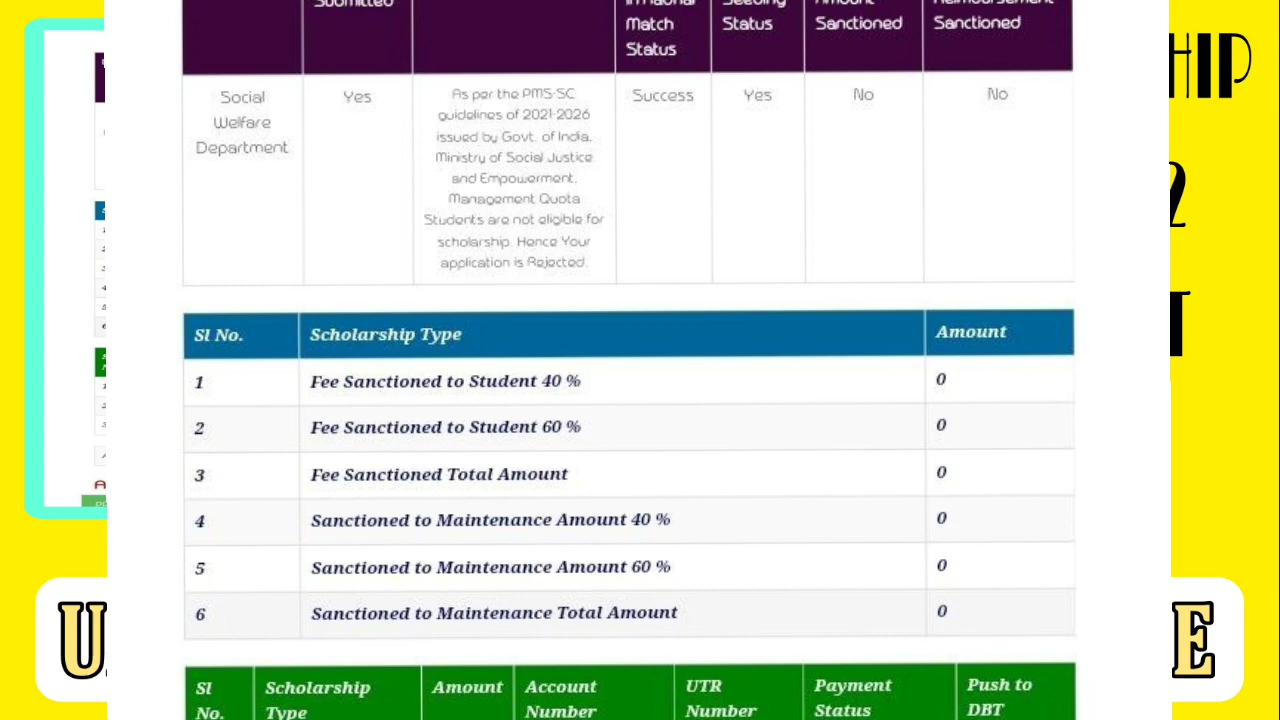 Submitted
Match
Status
Seeding
Status
Amount
Sanctioned
Reimbursement
Sanctioned
HIP
Social
Welfare
Department
Yes
As per the PMS-SC
guidelines of 2021-2026
issued by Govt. of India,
Ministry of Social Justice
and Empowerment,
Management Quota
Students are not eligible for
scholarship. Hence Your
application is Rejected.
Success
Yes
No
No
2
T
Sl No. Scholarship Type Amount
1 Fee Sanctioned to Student 40 % 0
2 Fee Sanctioned to Student 60 % 0
3 Fee Sanctioned Total Amount 0
4 Sanctioned to Maintenance Amount 40 % 0
5 Sanctioned to Maintenance Amount 60 % 0
6 Sanctioned to Maintenance Total Amount 0
U
E
Sl
No.
Scholarship
Type
Amount
Account
Number
UTR
Number
Payment
Status
Push to
DBT